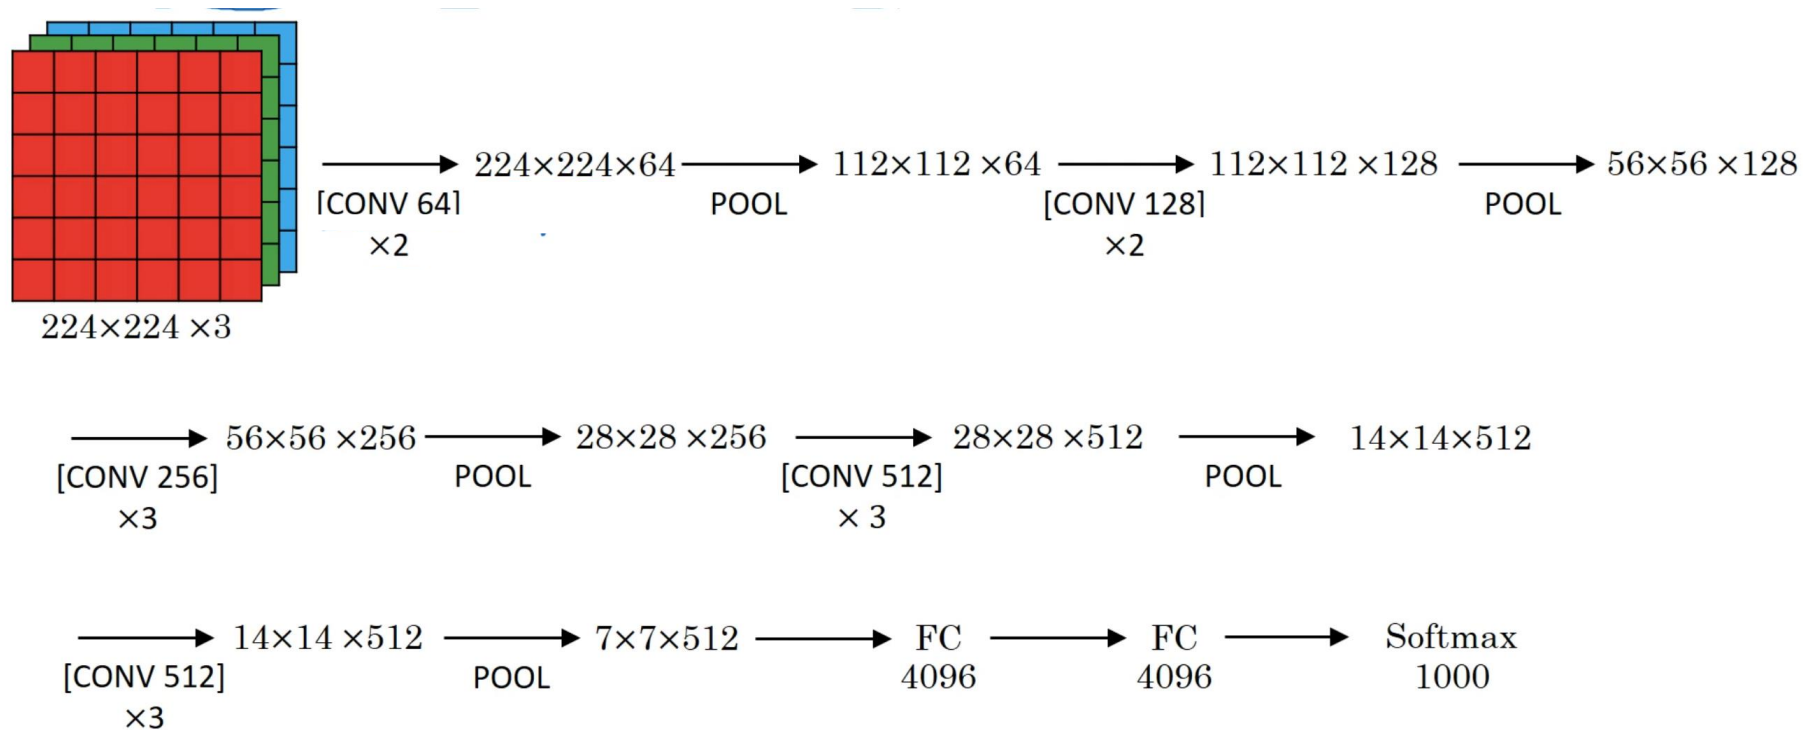 224×224×64 112×112 ×64 112×112 ×128 56×56 ×128
[CONV 64] POOL [CONV 128] POOL
×2 ×2
224×224 ×3
56×56 ×256 28×28 ×256 28×28 ×512 14×14×512
[CONV 256] POOL [CONV 512] POOL
×3 × 3
14×14 ×512 7×7×512 FC FC Softmax
[CONV 512] POOL 4096 4096 1000
×3